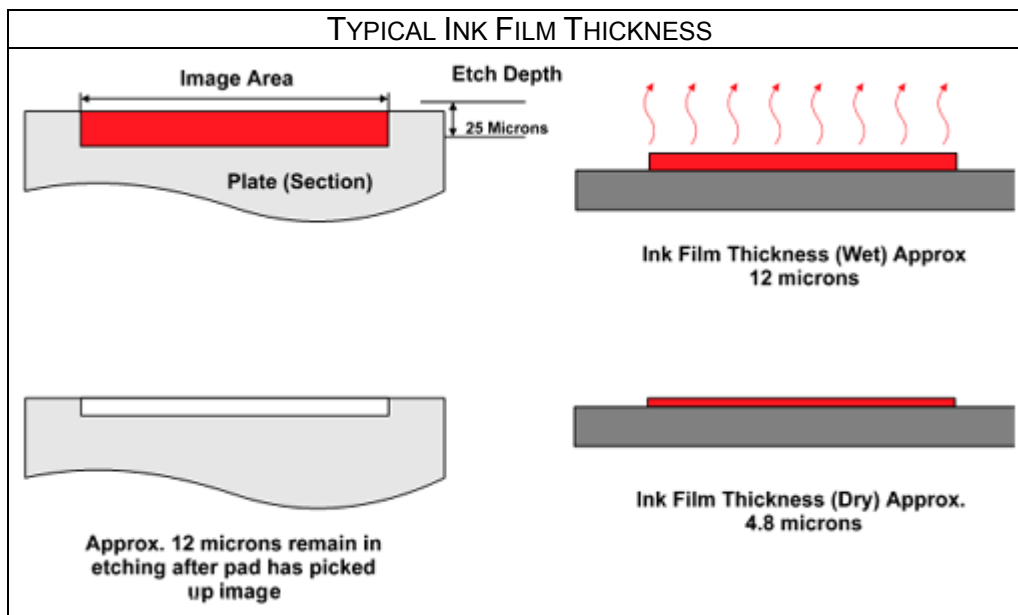 TYPICAL INK FILM THICKNESS
Image Area
Etch Depth
25 Microns
Plate (Section)
Ink Film Thickness (Wet) Approx
12 microns
Approx. 12 microns remain in
etching after pad has picked
up image
Ink Film Thickness (Dry) Approx.
4.8 microns